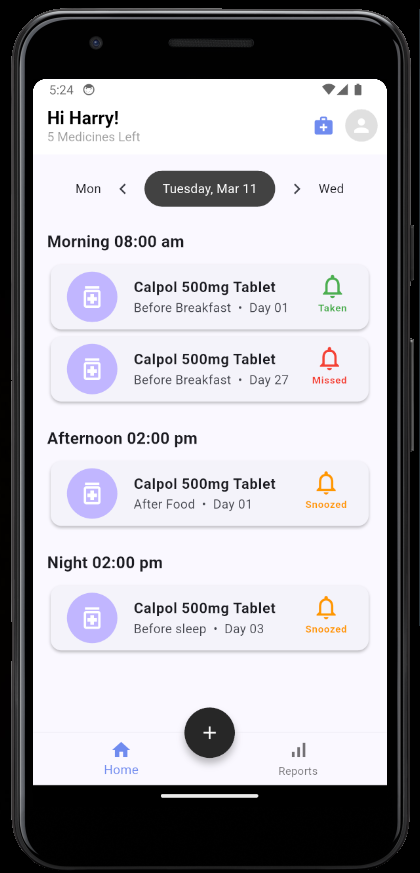 5:24
Hi Harry!
5 Medicines Left
Mon Tuesday, Mar 11 Wed
Morning 08:00 am
Calpol 500mg Tablet
Before Breakfast • Day 01
Taken
Calpol 500mg Tablet
Before Breakfast • Day 27
Missed
Afternoon 02:00 pm
Calpol 500mg Tablet
After Food • Day 01
Snoozed
Night 02:00 pm
Calpol 500mg Tablet
Before sleep • Day 03
Snoozed
Home
Reports